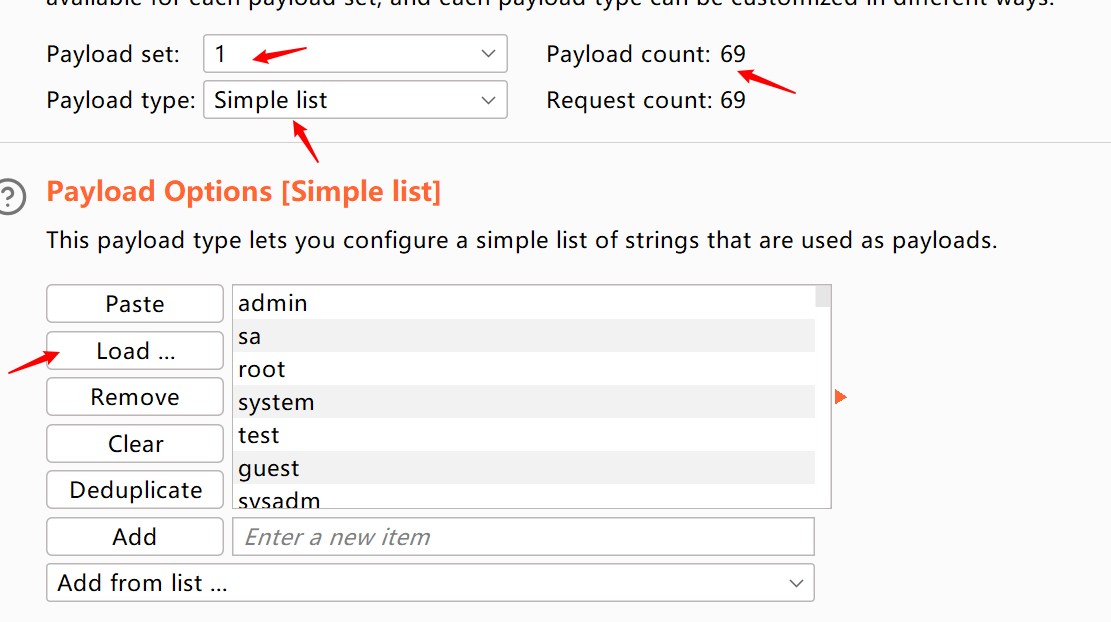 available for each payload set, and each payload type can be customized in different ways.
Payload set: 1 Payload count: 69
Payload type: Simple list Request count: 69
?
Payload Options [Simple list]
This payload type lets you configure a simple list of strings that are used as payloads.
Paste
admin
Load ...
sa
root
Remove
system
Clear
test
guest
Deduplicate
sysadm
Add
Enter a new item
Add from list ...